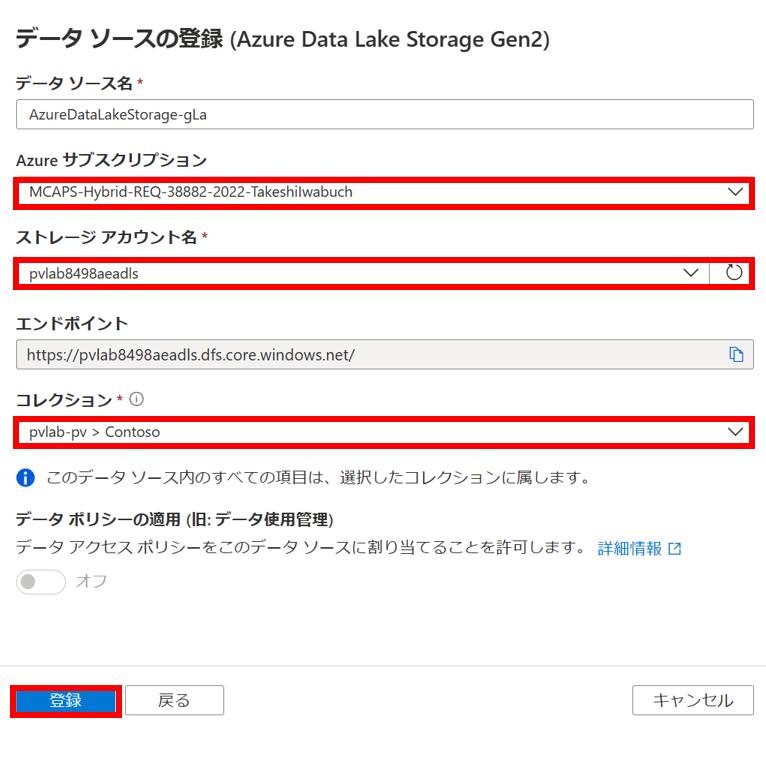 データ ソースの登録 (Azure Data Lake Storage Gen2)
データ ソース名 *
AzureDataLakeStorage-gLa
Azure サブスクリプション
MCAPS-Hybrid-REQ-38882-2022-TakeshiIwabuch
ストレージ アカウント名 *
pvlab8498aeadls
エンドポイント
https://pvlab8498aeadls.dfs.core.windows.net/
コレクション *
pvlab-pv > Contoso
このデータ ソース内のすべての項目は、選択したコレクションに属します。
データ ポリシーの適用 (旧: データ使用管理)
データ アクセス ポリシーをこのデータ ソースに割り当てることを許可します。 詳細情報
オフ
登録 戻る キャンセル